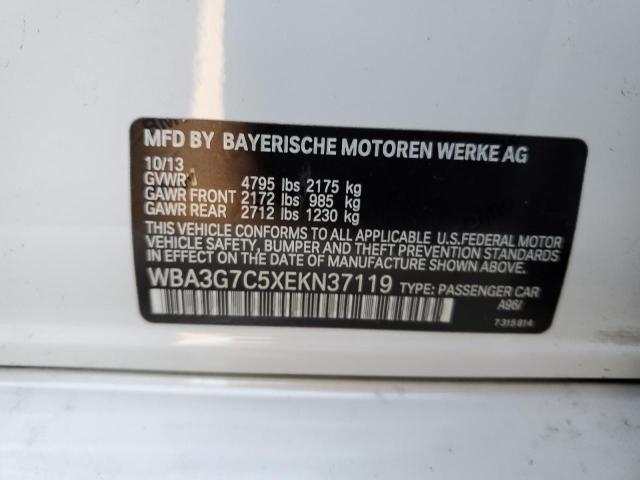 MFD BY BAYERISCHE MOTOREN WERKE AG
10/13
GVWR 4795 lbs 2175 kg
GAWR FRONT 2172 lbs 985 kg
GAWR REAR 2712 lbs 1230 kg
THIS VEHICLE CONFORMS TO ALL APPLICABLE U.S.FEDERAL MOTOR
VEHICLE SAFETY, BUMPER AND THEFT PREVENTION STANDARDS IN
EFFECT ON THE DATE OF MANUFACTURE SHOWN ABOVE.
WBA3G7C5XEKN37119 TYPE: PASSENGER CAR
A96/
7315814